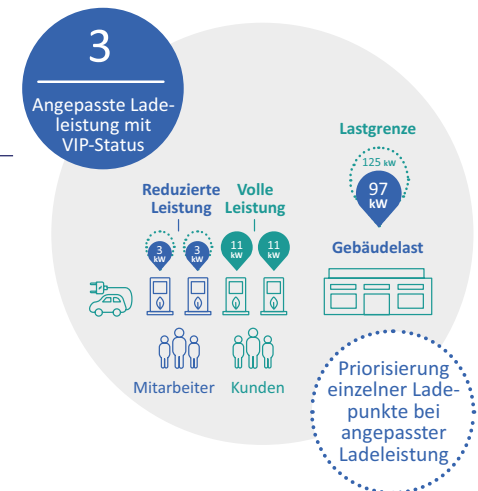 3
Angepasste Lade-
leistung mit
VIP-Status
Lastgrenze
125 kW
97
kW
Gebäudelast
Reduzierte
Leistung
Volle
Leistung
3
kW
3
kW
11
kW
11
kW
Mitarbeiter
Kunden
Priorisierung
einzelner Lade-
punkte bei
angepasster
Ladeleistung